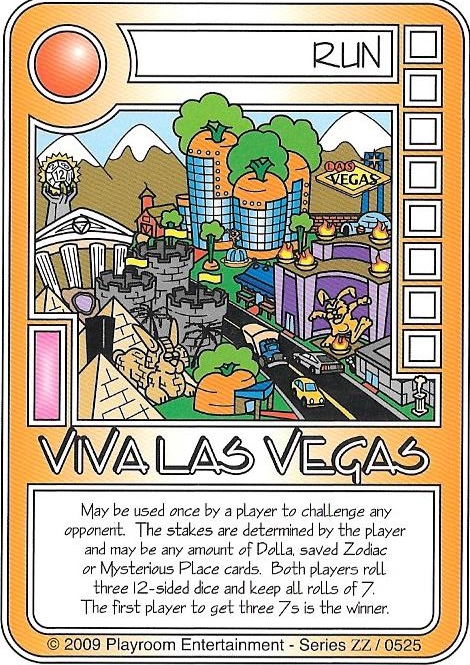 RUN
12
LAS
VEGAS
VIVA LAS VEGAS
May be used once by a player to challenge any
opponent. The stakes are determined by the player
and may be any amount of Dolla, saved Zodiac
or Mysterious Place cards. Both players roll
three 12-sided dice and keep all rolls of 7.
The first player to get three 7s is the winner.
© 2009 Playroom Entertainment - Series ZZ / 0525